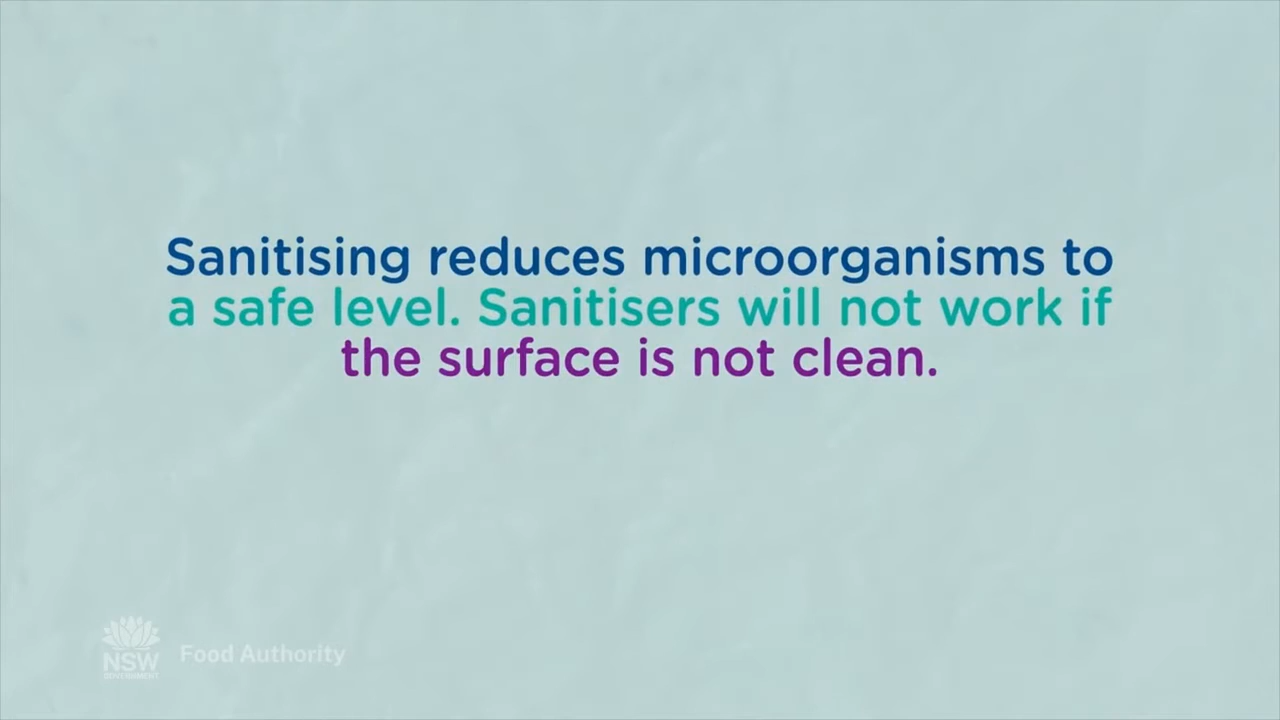 Sanitising reduces microorganisms to
a safe level. Sanitisers will not work if
the surface is not clean.
NSW
GOVERNMENT
Food Authority